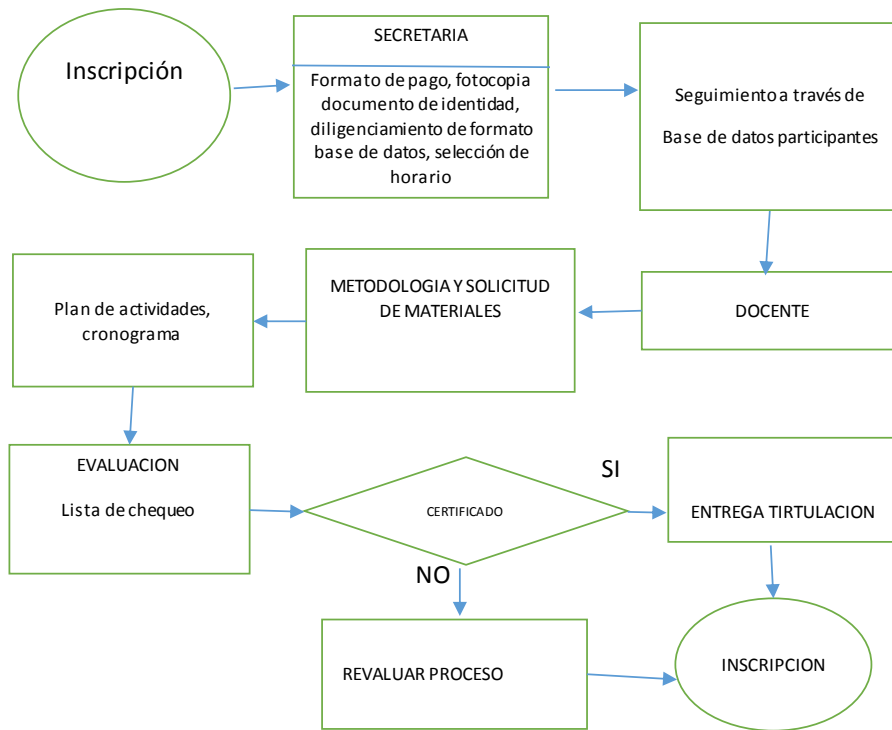 Inscripción
SECRETARIA
Formato de pago, fotocopia
documento de identidad,
diligenciamiento de formato
base de datos, selección de
horario
Seguimiento a través de
Base de datos participantes
DOCENTE
METODOLOGIA Y SOLICITUD
DE MATERIALES
Plan de actividades,
cronograma
EVALUACION
Lista de chequeo
CERTIFICADO
SI
ENTREGA TIRTULACION
NO
REVALUAR PROCESO
INSCRIPCION